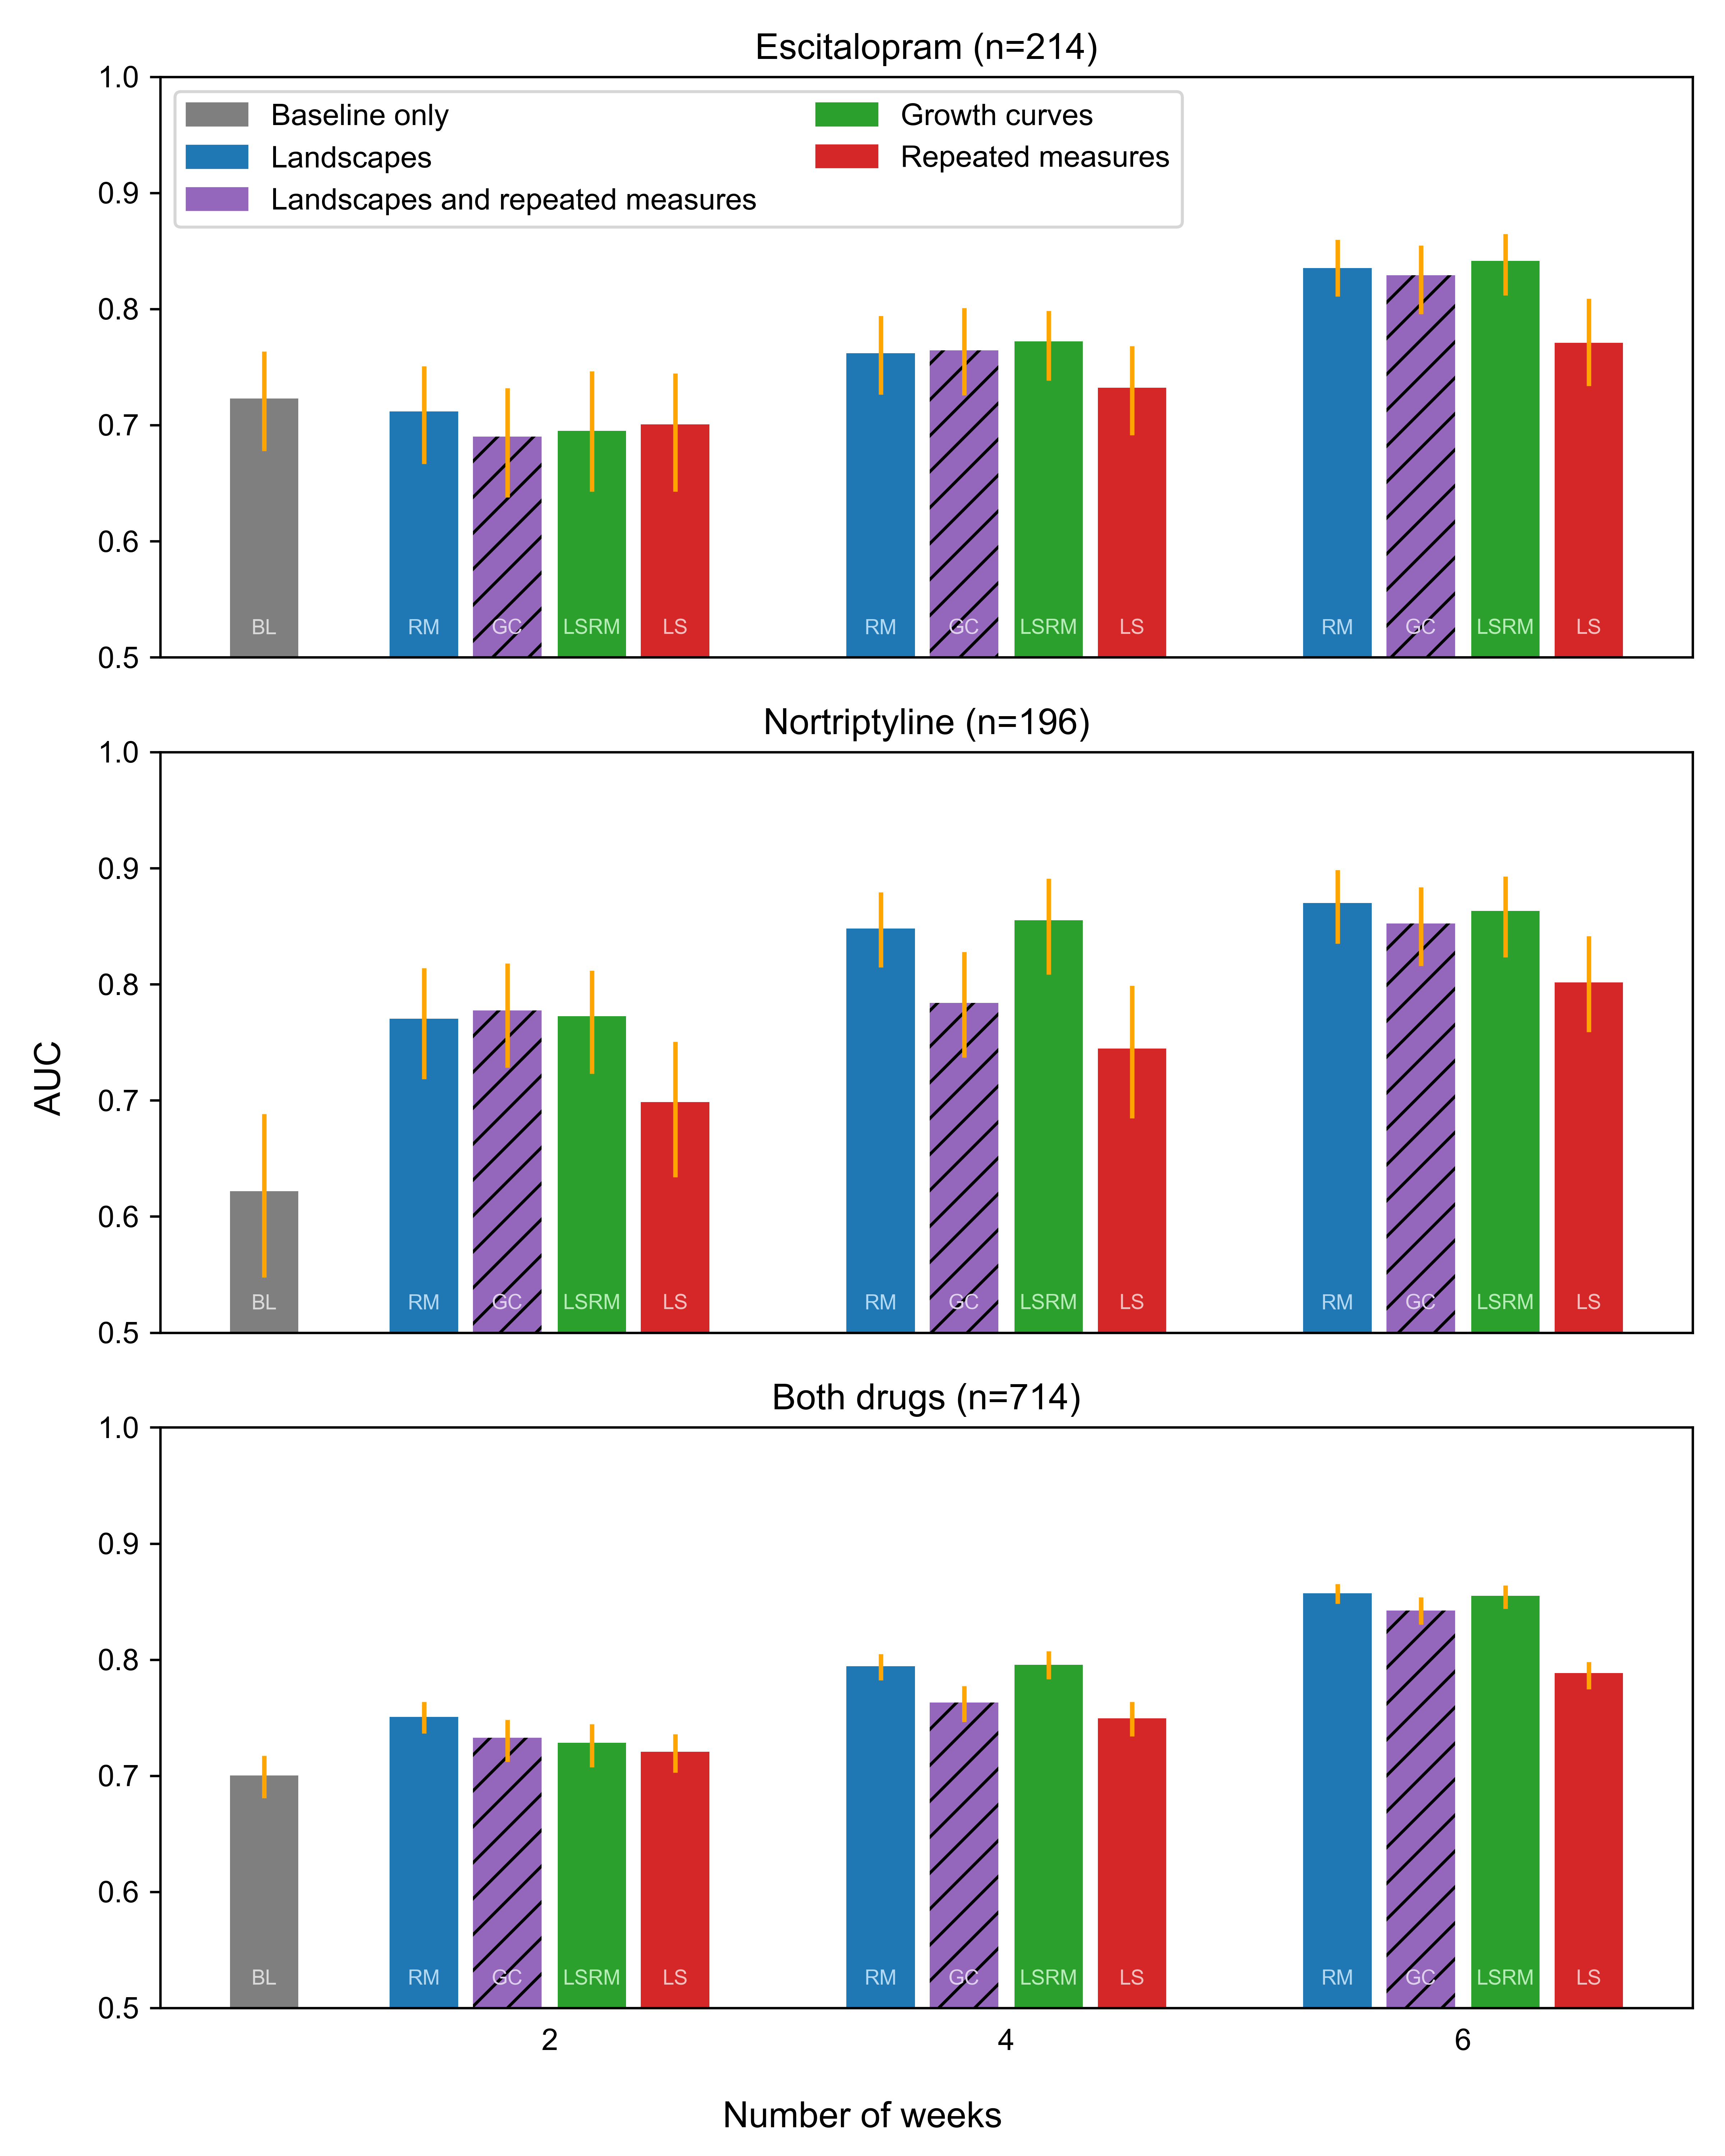 Escitalopram (n=214)
1.0
Baseline only
Growth curves
Landscapes
Repeated measures
Landscapes and repeated measures
0.9
0.8
0.7
0.6
BL RM GC LSRM LS RM GC LSRM LS RM GC LSRM LS
0.5
Nortriptyline (n=196)
1.0
0.9
0.8
AUC
0.7
0.6
BL RM GC LSRM LS RM GC LSRM LS RM GC LSRM LS
0.5
Both drugs (n=714)
1.0
0.9
0.8
0.7
0.6
BL RM GC LSRM LS RM GC LSRM LS RM GC LSRM LS
0.5
2 4 6
Number of weeks